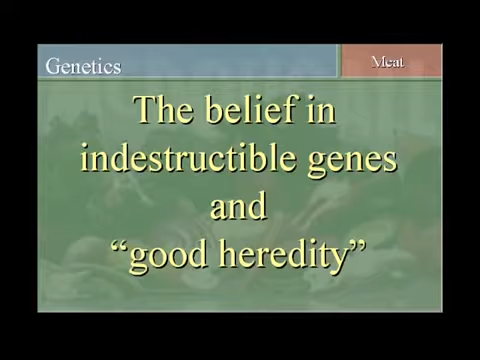 Genetics
Meat
The belief in
indestructible genes
and
“good heredity”